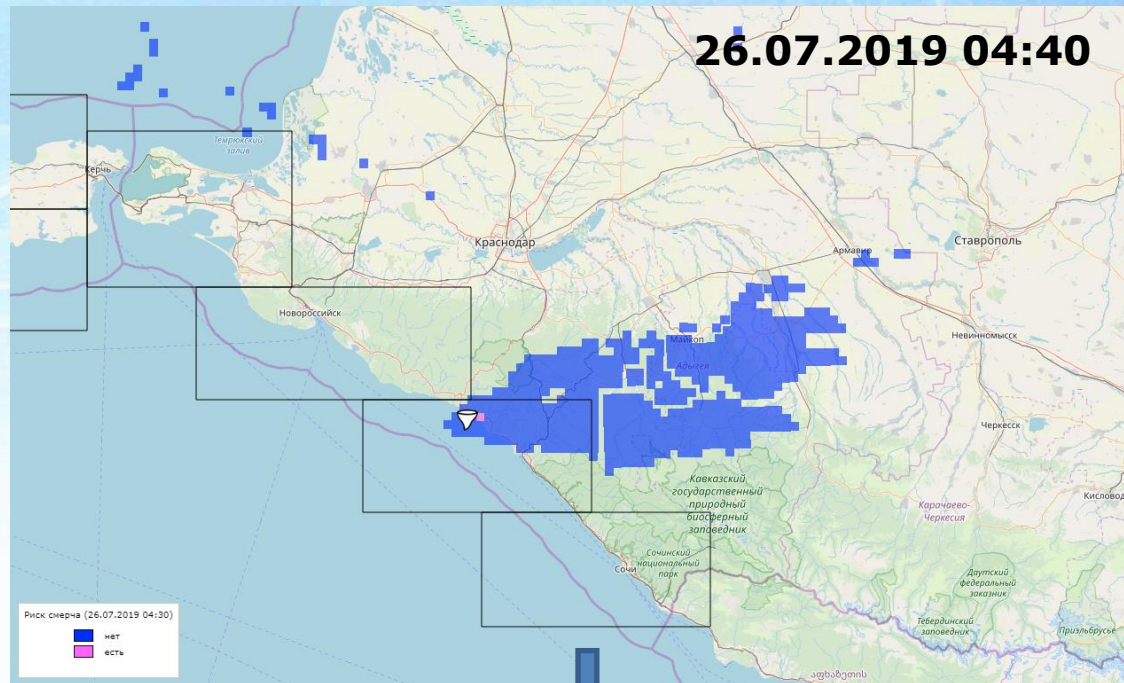 26.07.2019 04:40
Темрюкский
залив
Керчь
Краснодар
Ставрополь
Армавир
Новороссийск
Невинномысск
Майкоп
Адыгея
Черкесск
Кавказский
государственный
природный
биосферный
заповедник
Кисловод
Карачаево-
Черкесия
Сочинский
национальный
парк
Сочи
Даутский
федеральный
заказник
Тебердинский
заповедник
Приэльбрусье
აფხაზეთის
Риск смерча (26.07.2019 04:30)
нет
есть